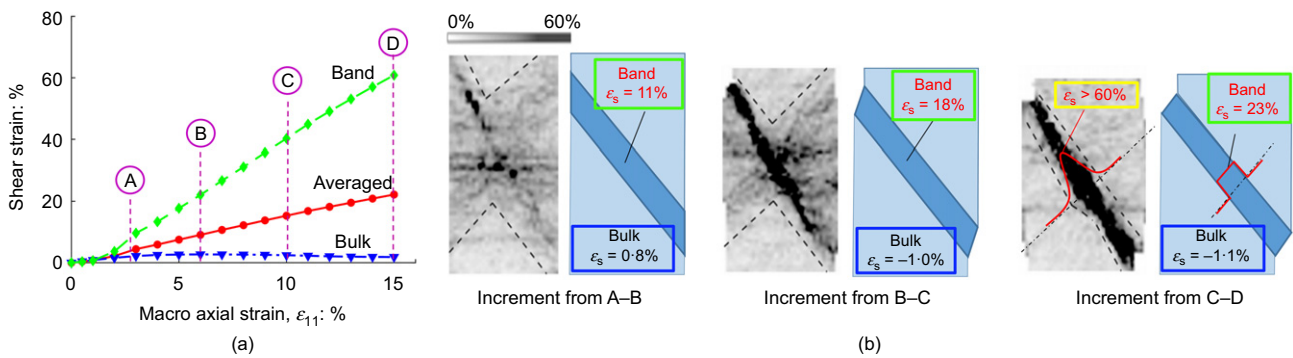 (a)
80
60
40
20
0
Shear strain: %
0
5
10
15
Macro axial strain, ε11: %
A
B
C
D
Band
Averaged
Bulk
(b)
0%
60%
Band
εs = 11%
Bulk
εs = 0·8%
Increment from A–B
Band
εs = 18%
Bulk
εs = –1·0%
Increment from B–C
εs > 60%
Band
εs = 23%
Bulk
εs = –1·1%
Increment from C–D